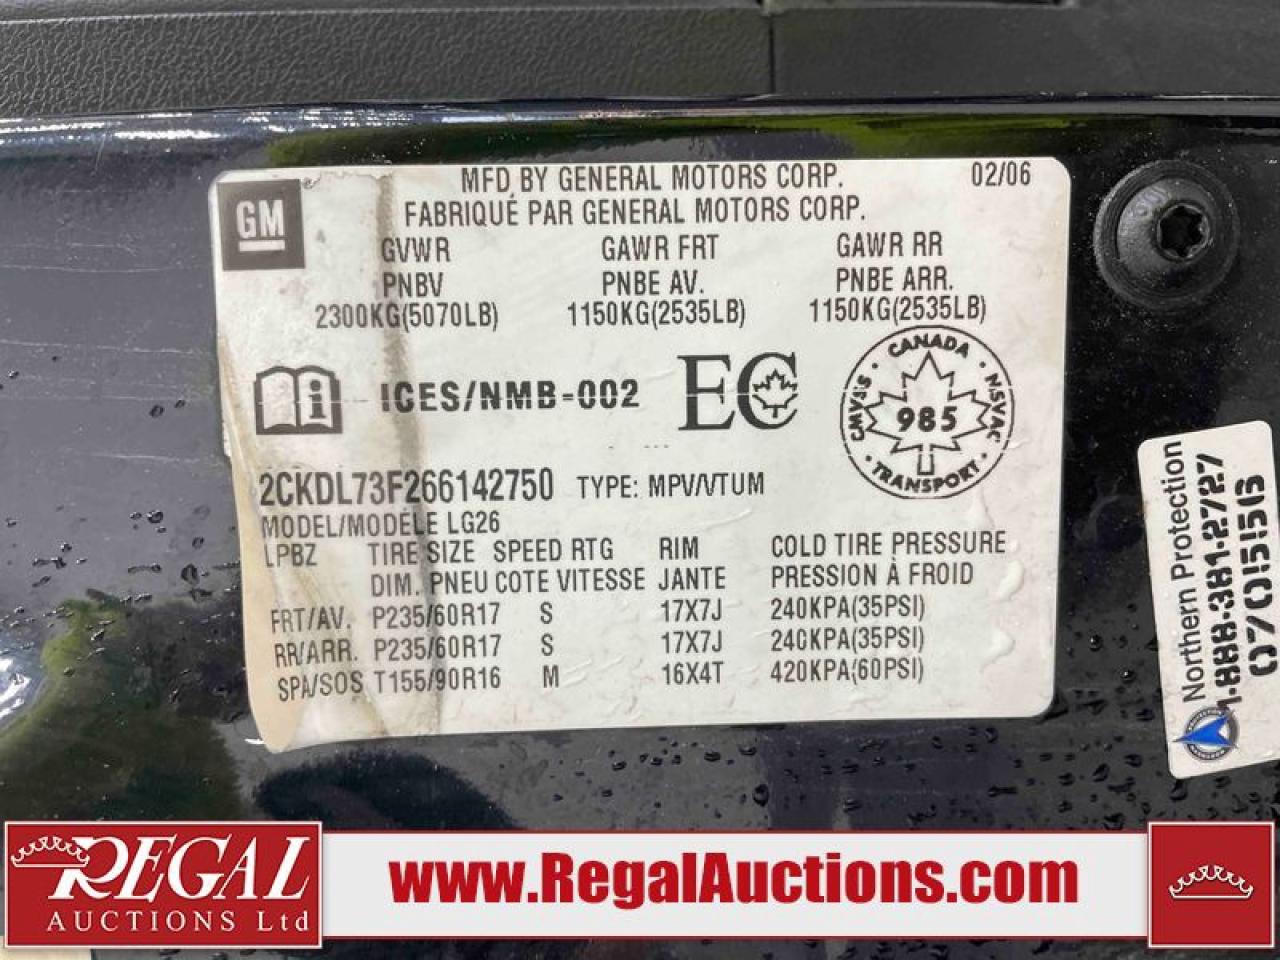 GM
MFD BY GENERAL MOTORS CORP. 02/06
FABRIQUÉ PAR GENERAL MOTORS CORP.
GVWR GAWR FRT GAWR RR
PNBV PNBE AV. PNBE ARR.
2300KG(5070LB) 1150KG(2535LB) 1150KG(2535LB)
ICES/NMB-002 EC
CANADA
CMVSS NSVAC
985
TRANSPORT
2CKDL73F266142750 TYPE: MPV/VTUM
MODEL/MODÈLE LG26
LPBZ TIRE SIZE SPEED RTG RIM COLD TIRE PRESSURE
DIM. PNEU COTE VITESSE JANTE PRESSION À FROID
FRT/AV. P235/60R17 S 17X7J 240KPA(35PSI)
RR/ARR. P235/60R17 S 17X7J 240KPA(35PSI)
SPA/SOS T155/90R16 M 16X4T 420KPA(60PSI)
Northern Protection
1-888-381-2727
0705156
REGAL
AUCTIONS Ltd
www.RegalAuctions.com